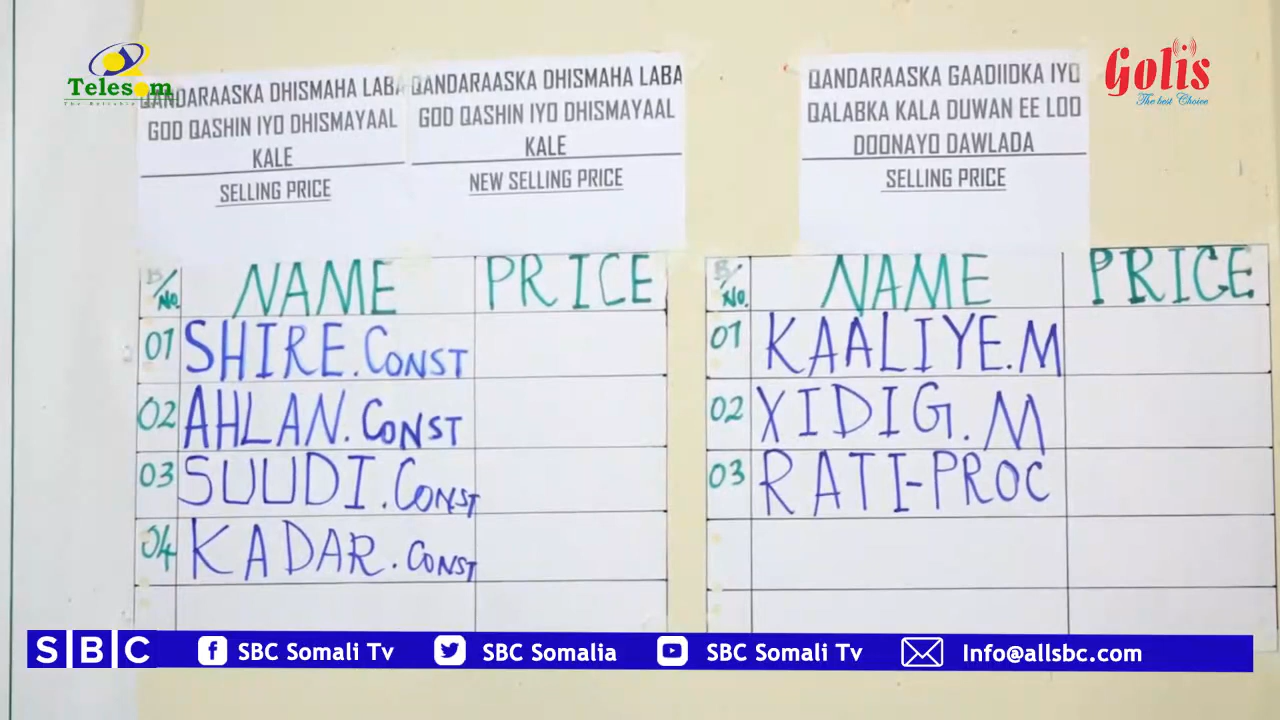 Telesom
The Reliable
Golis
The best Choice
QANDARAASKA DHISMAHA LABA
GOD QASHIN IYO DHISMAYAAL
KALE
SELLING PRICE
QANDARAASKA DHISMAHA LABA
GOD QASHIN IYO DHISMAYAAL
KALE
NEW SELLING PRICE
QANDARAASKA GAADIIDKA IYO
QALABKA KALA DUWAN EE LOO
DOONAYO DAWLADA
SELLING PRICE
B/No. NAME PRICE
01 SHIRE.CONST
02 AHLAN.CONST
03 SUUDI.CONST
04 KADAR.CONST
B/No. NAME PRICE
01 KAALIYE.M
02 XIDIG.M
03 RATI-PROC
SBC SBC Somali Tv SBC Somalia SBC Somali Tv Info@allsbc.com